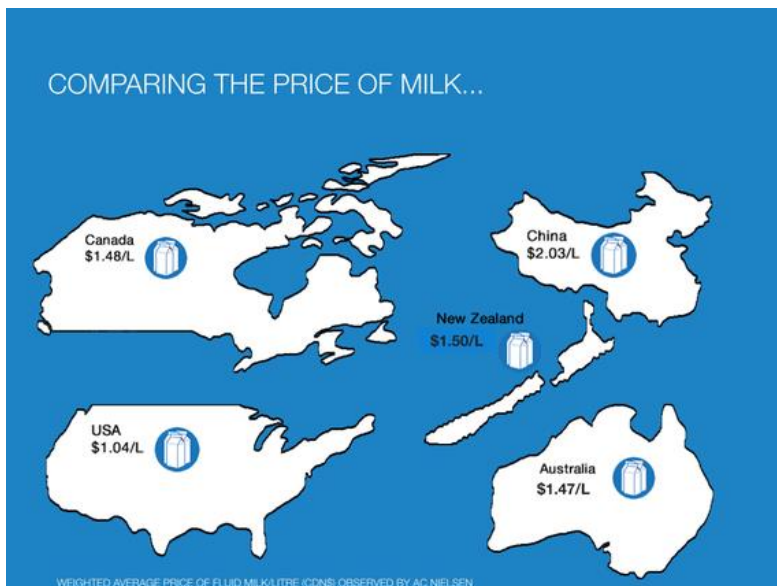 COMPARING THE PRICE OF MILK...
Canada
$1.48/L
China
$2.03/L
New Zealand
$1.50/L
USA
$1.04/L
Australia
$1.47/L
WEIGHTED AVERAGE PRICE OF FLUID MILK/LITRE (CDN$) OBSERVED BY AC NIELSEN